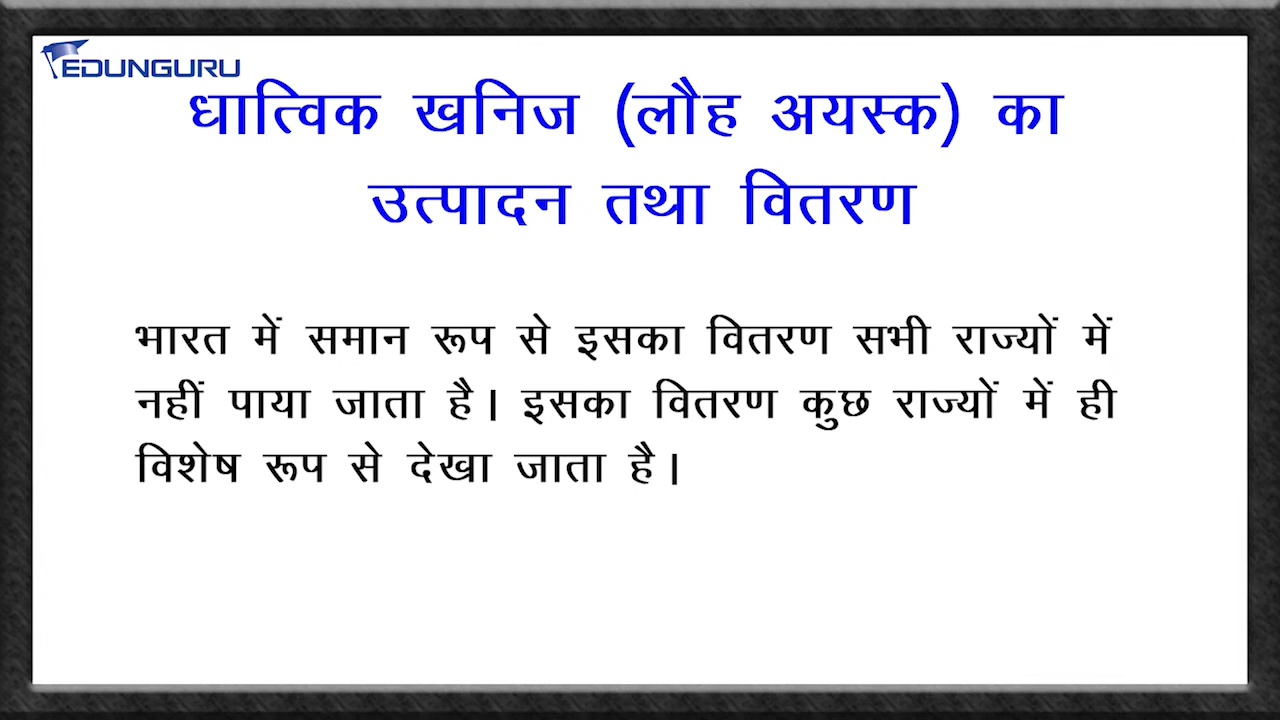 EDUNGURU
धात्विक खनिज (लौह अयस्क) का
उत्पादन तथा वितरण
भारत में समान रूप से इसका वितरण सभी राज्यों में
नहीं पाया जाता है। इसका वितरण कुछ राज्यों में ही
विशेष रूप से देखा जाता है।